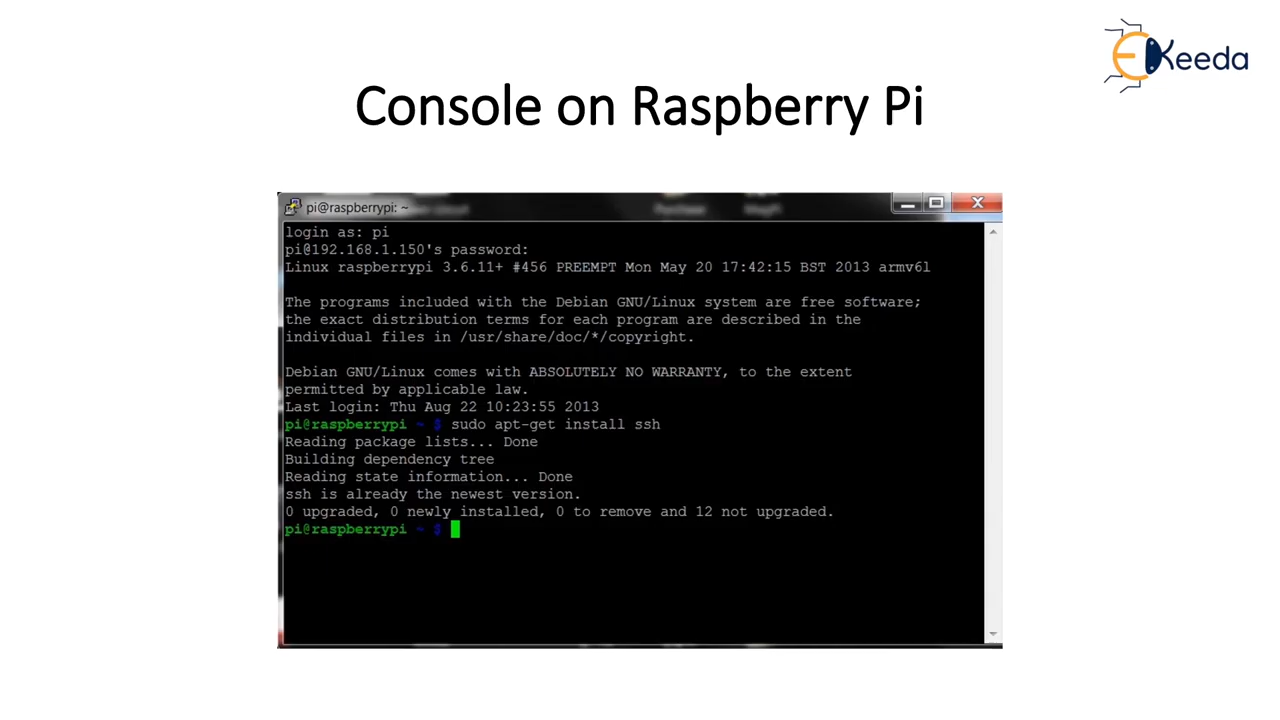 EKeeda
Console on Raspberry Pi
pi@raspberrypi: ~
login as: pi
pi@192.168.1.150's password:
Linux raspberrypi 3.6.11+ #456 PREEMPT Mon May 20 17:42:15 BST 2013 armv6l
The programs included with the Debian GNU/Linux system are free software;
the exact distribution terms for each program are described in the
individual files in /usr/share/doc/*/copyright.
Debian GNU/Linux comes with ABSOLUTELY NO WARRANTY, to the extent
permitted by applicable law.
Last login: Thu Aug 22 10:23:55 2013
pi@raspberrypi ~ $ sudo apt-get install ssh
Reading package lists... Done
Building dependency tree
Reading state information... Done
ssh is already the newest version.
0 upgraded, 0 newly installed, 0 to remove and 12 not upgraded.
pi@raspberrypi ~ $